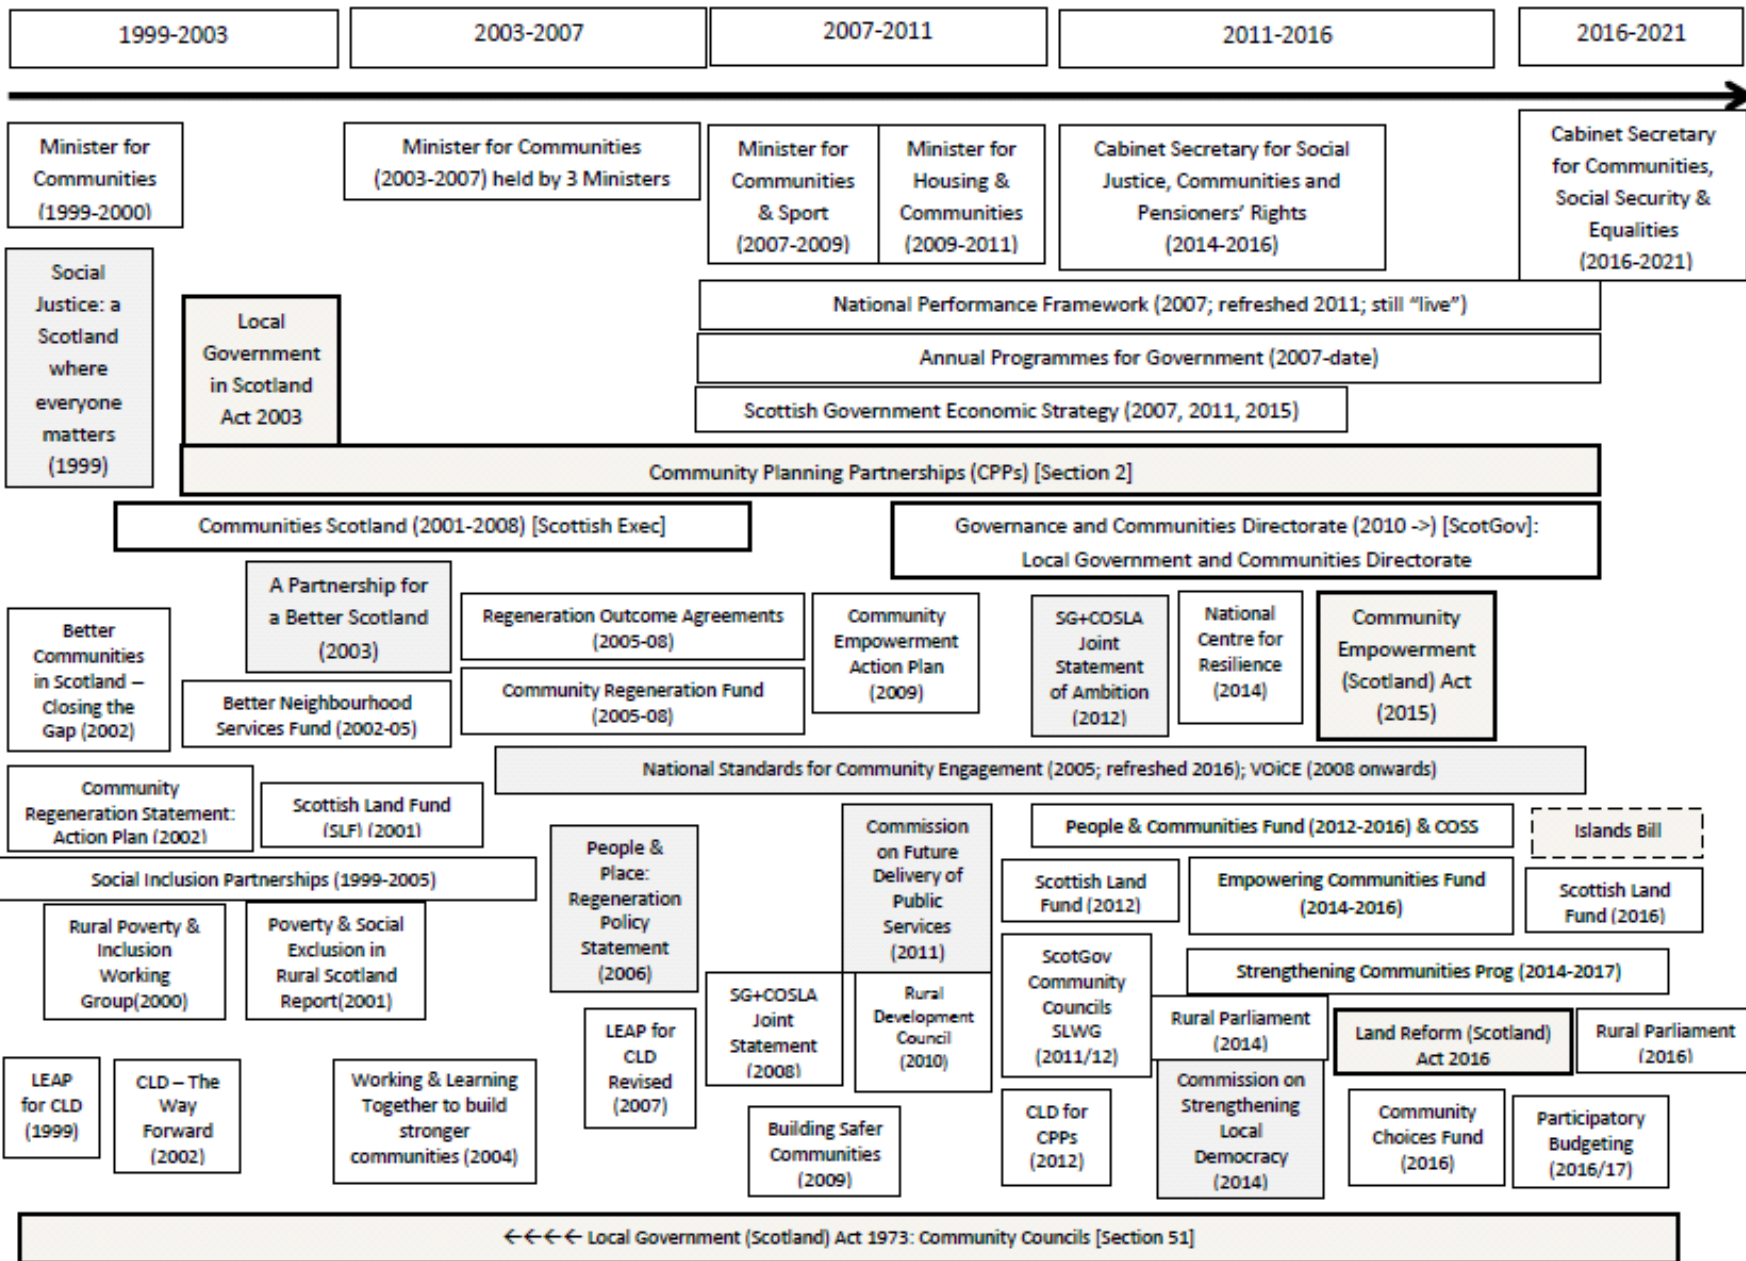 1999-2003
2003-2007
2007-2011
2011-2016
2016-2021
Minister for
Communities
(1999-2000)
Minister for Communities
(2003-2007) held by 3 Ministers
Minister for
Communities
& Sport
(2007-2009)
Minister for
Housing &
Communities
(2009-2011)
Cabinet Secretary for Social
Justice, Communities and
Pensioners' Rights
(2014-2016)
Cabinet Secretary
for Communities,
Social Security &
Equalities
(2016-2021)
Social
Justice: a
Scotland
where
everyone
matters
(1999)
Local
Government
in Scotland
Act 2003
National Performance Framework (2007; refreshed 2011; still "live")
Annual Programmes for Government (2007-date)
Scottish Government Economic Strategy (2007, 2011, 2015)
Community Planning Partnerships (CPPs) [Section 2]
Communities Scotland (2001-2008) [Scottish Exec]
Governance and Communities Directorate (2010 ->) [ScotGov]:
Local Government and Communities Directorate
A Partnership for
a Better Scotland
(2003)
Better
Communities
in Scotland –
Closing the
Gap (2002)
Better Neighbourhood
Services Fund (2002-05)
Regeneration Outcome Agreements
(2005-08)
Community Regeneration Fund
(2005-08)
Community
Empowerment
Action Plan
(2009)
SG+COSLA
Joint
Statement
of Ambition
(2012)
National
Centre for
Resilience
(2014)
Community
Empowerment
(Scotland) Act
(2015)
National Standards for Community Engagement (2005; refreshed 2016); VOiCE (2008 onwards)
Community
Regeneration Statement:
Action Plan (2002)
Scottish Land Fund
(SLF) (2001)
Social Inclusion Partnerships (1999-2005)
People &
Place:
Regeneration
Policy
Statement
(2006)
Commission
on Future
Delivery of
Public
Services
(2011)
People & Communities Fund (2012-2016) & COSS
Islands Bill
Scottish Land
Fund (2012)
Empowering Communities Fund
(2014-2016)
Scottish Land
Fund (2016)
Rural Poverty &
Inclusion
Working
Group(2000)
Poverty & Social
Exclusion in
Rural Scotland
Report(2001)
ScotGov
Community
Councils
SLWG
(2011/12)
Strengthening Communities Prog (2014-2017)
SG+COSLA
Joint
Statement
(2008)
Rural
Development
Council
(2010)
Rural Parliament
(2014)
Land Reform (Scotland)
Act 2016
Rural Parliament
(2016)
LEAP for
CLD
Revised
(2007)
LEAP
for CLD
(1999)
CLD – The
Way
Forward
(2002)
Working & Learning
Together to build
stronger
communities (2004)
Building Safer
Communities
(2009)
CLD for
CPPs
(2012)
Commission on
Strengthening
Local
Democracy
(2014)
Community
Choices Fund
(2016)
Participatory
Budgeting
(2016/17)
←←←← Local Government (Scotland) Act 1973: Community Councils [Section 51]